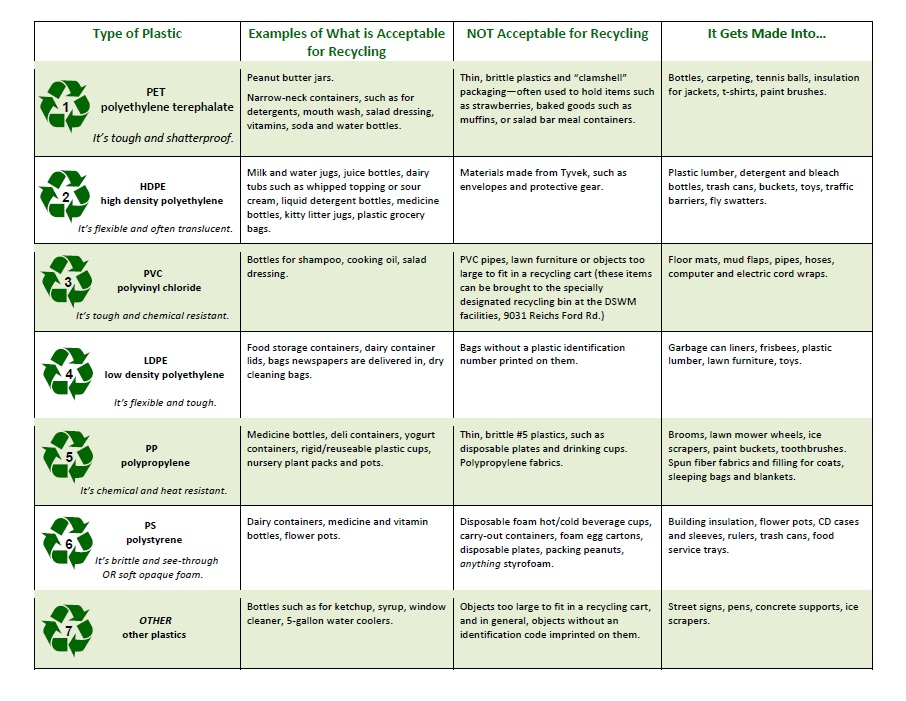 Type of Plastic
Examples of What is Acceptable
for Recycling
NOT Acceptable for Recycling
It Gets Made Into...
1
PET
polyethylene terephalate
It's tough and shatterproof.
Peanut butter jars.
Narrow-neck containers, such as for
detergents, mouth wash, salad dressing,
vitamins, soda and water bottles.
Thin, brittle plastics and “clamshell”
packaging—often used to hold items such
as strawberries, baked goods such as
muffins, or salad bar meal containers.
Bottles, carpeting, tennis balls, insulation
for jackets, t-shirts, paint brushes.
2
HDPE
high density polyethylene
It's flexible and often translucent.
Milk and water jugs, juice bottles, dairy
tubs such as whipped topping or sour
cream, liquid detergent bottles, medicine
bottles, kitty litter jugs, plastic grocery
bags.
Materials made from Tyvek, such as
envelopes and protective gear.
Plastic lumber, detergent and bleach
bottles, trash cans, buckets, toys, traffic
barriers, fly swatters.
3
PVC
polyvinyl chloride
It's tough and chemical resistant.
Bottles for shampoo, cooking oil, salad
dressing.
PVC pipes, lawn furniture or objects too
large to fit in a recycling cart (these items
can be brought to the specially
designated recycling bin at the DSWM
facilities, 9031 Reichs Ford Rd.)
Floor mats, mud flaps, pipes, hoses,
computer and electric cord wraps.
4
LDPE
low density polyethylene
It's flexible and tough.
Food storage containers, dairy container
lids, bags newspapers are delivered in, dry
cleaning bags.
Bags without a plastic identification
number printed on them.
Garbage can liners, frisbees, plastic
lumber, lawn furniture, toys.
5
PP
polypropylene
It's chemical and heat resistant.
Medicine bottles, deli containers, yogurt
containers, rigid/reuseable plastic cups,
nursery plant packs and pots.
Thin, brittle #5 plastics, such as
disposable plates and drinking cups.
Polypropylene fabrics.
Brooms, lawn mower wheels, ice
scrapers, paint buckets, toothbrushes.
Spun fiber fabrics and filling for coats,
sleeping bags and blankets.
6
PS
polystyrene
It's brittle and see-through
OR soft opaque foam.
Dairy containers, medicine and vitamin
bottles, flower pots.
Disposable foam hot/cold beverage cups,
carry-out containers, foam egg cartons,
disposable plates, packing peanuts,
anything styrofoam.
Building insulation, flower pots, CD cases
and sleeves, rulers, trash cans, food
service trays.
7
OTHER
other plastics
Bottles such as for ketchup, syrup, window
cleaner, 5-gallon water coolers.
Objects too large to fit in a recycling cart,
and in general, objects without an
identification code imprinted on them.
Street signs, pens, concrete supports, ice
scrapers.